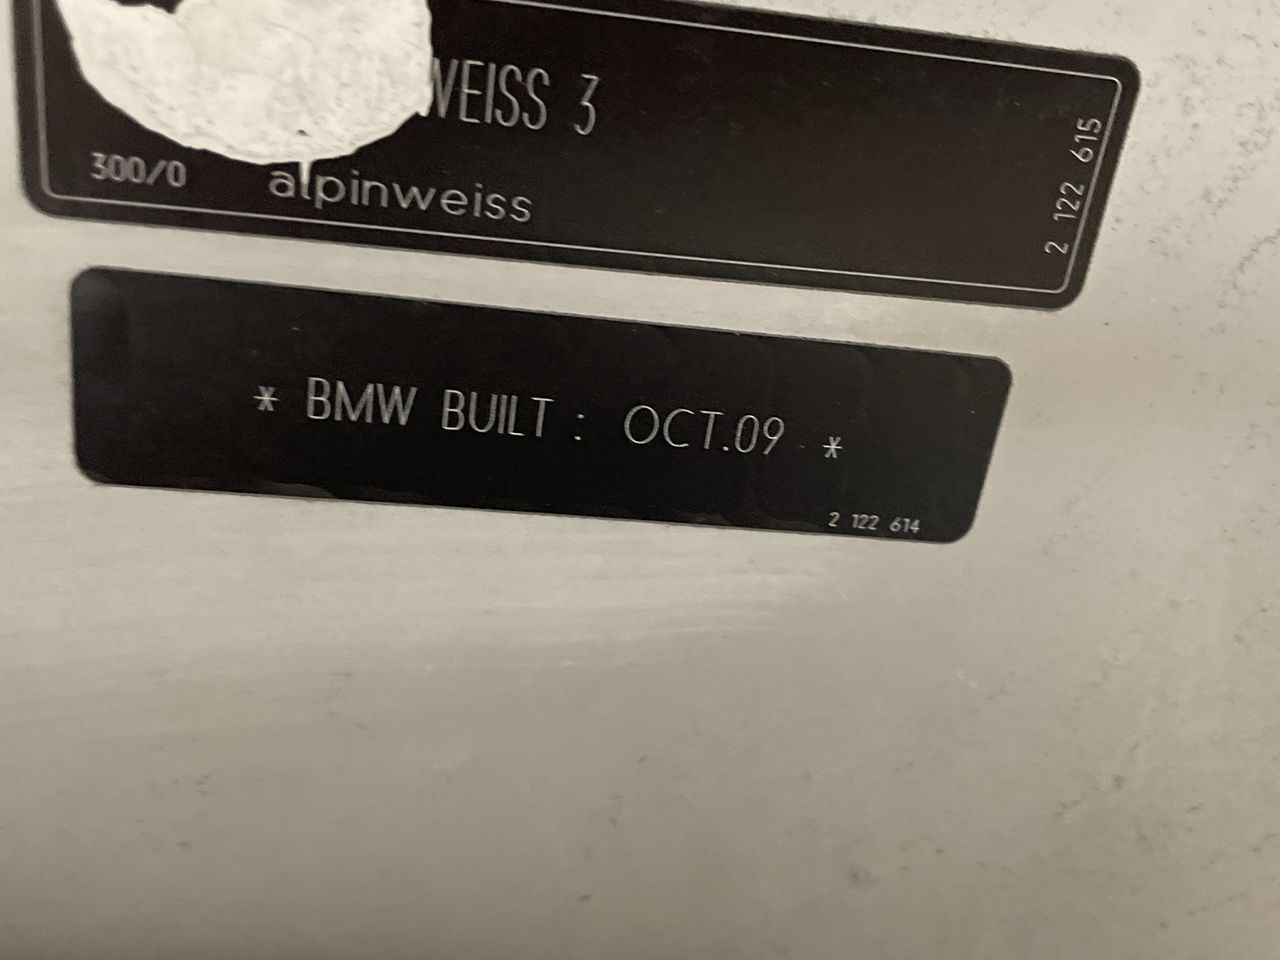 WEISS 3
300/0 alpinweiss
2 122 615
* BMW BUILT : OCT.09 *
2 122 614